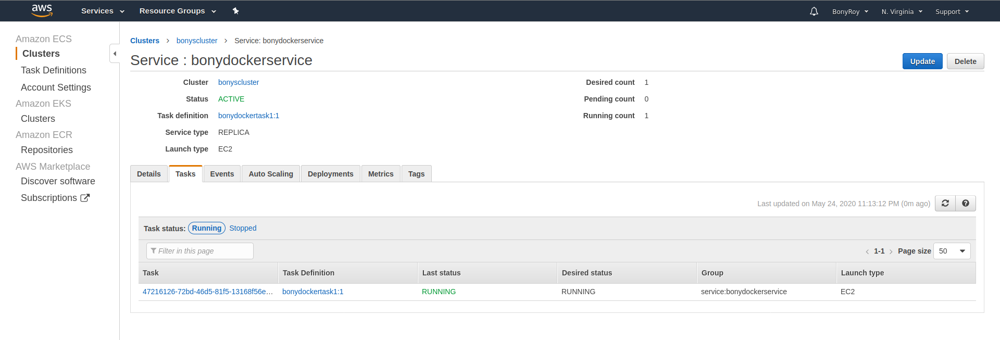 aws Services Resource Groups BonyRoy N. Virginia Support
Amazon ECS
Clusters
Task Definitions
Account Settings
Amazon EKS
Clusters
Amazon ECR
Repositories
AWS Marketplace
Discover software
Subscriptions
Clusters > bonyscluster > Service: bonydockerservice
Service : bonydockerservice
Update Delete
Cluster bonyscluster
Status ACTIVE
Task definition bonydockertask1:1
Service type REPLICA
Launch type EC2
Desired count 1
Pending count 0
Running count 1
Details Tasks Events Auto Scaling Deployments Metrics Tags
Last updated on May 24, 2020 11:13:12 PM (0m ago)
Task status: Running Stopped
Filter in this page
< 1-1 > Page size 50
Task Task Definition Last status Desired status Group Launch type
47216126-72bd-46d5-81f5-13168f56e... bonydockertask1:1 RUNNING RUNNING service:bonydockerservice EC2